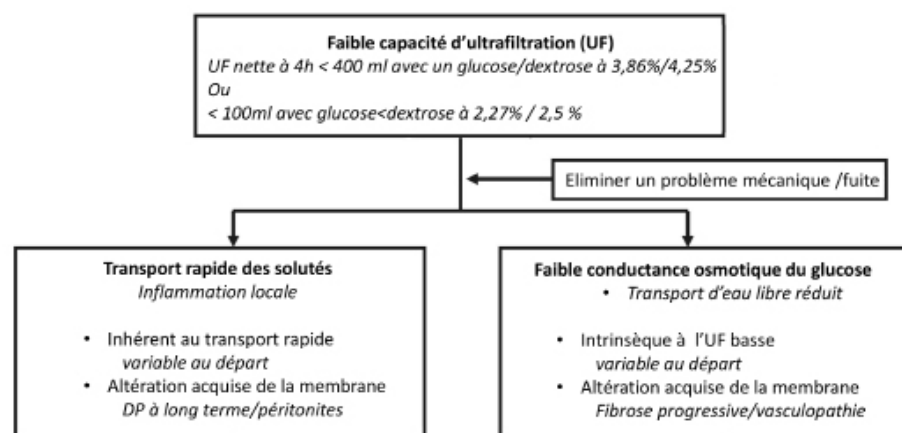 Faible capacité d’ultrafiltration (UF)
UF nette à 4h < 400 ml avec un glucose/dextrose à 3,86%/4,25%
Ou
< 100ml avec glucose<dextrose à 2,27% / 2,5 %
Eliminer un problème mécanique /fuite
Transport rapide des solutés
Inflammation locale
• Inhérent au transport rapide
variable au départ
• Altération acquise de la membrane
DP à long terme/péritonites
Faible conductance osmotique du glucose
• Transport d’eau libre réduit
• Intrinsèque à l’UF basse
variable au départ
• Altération acquise de la membrane
Fibrose progressive/vasculopathie